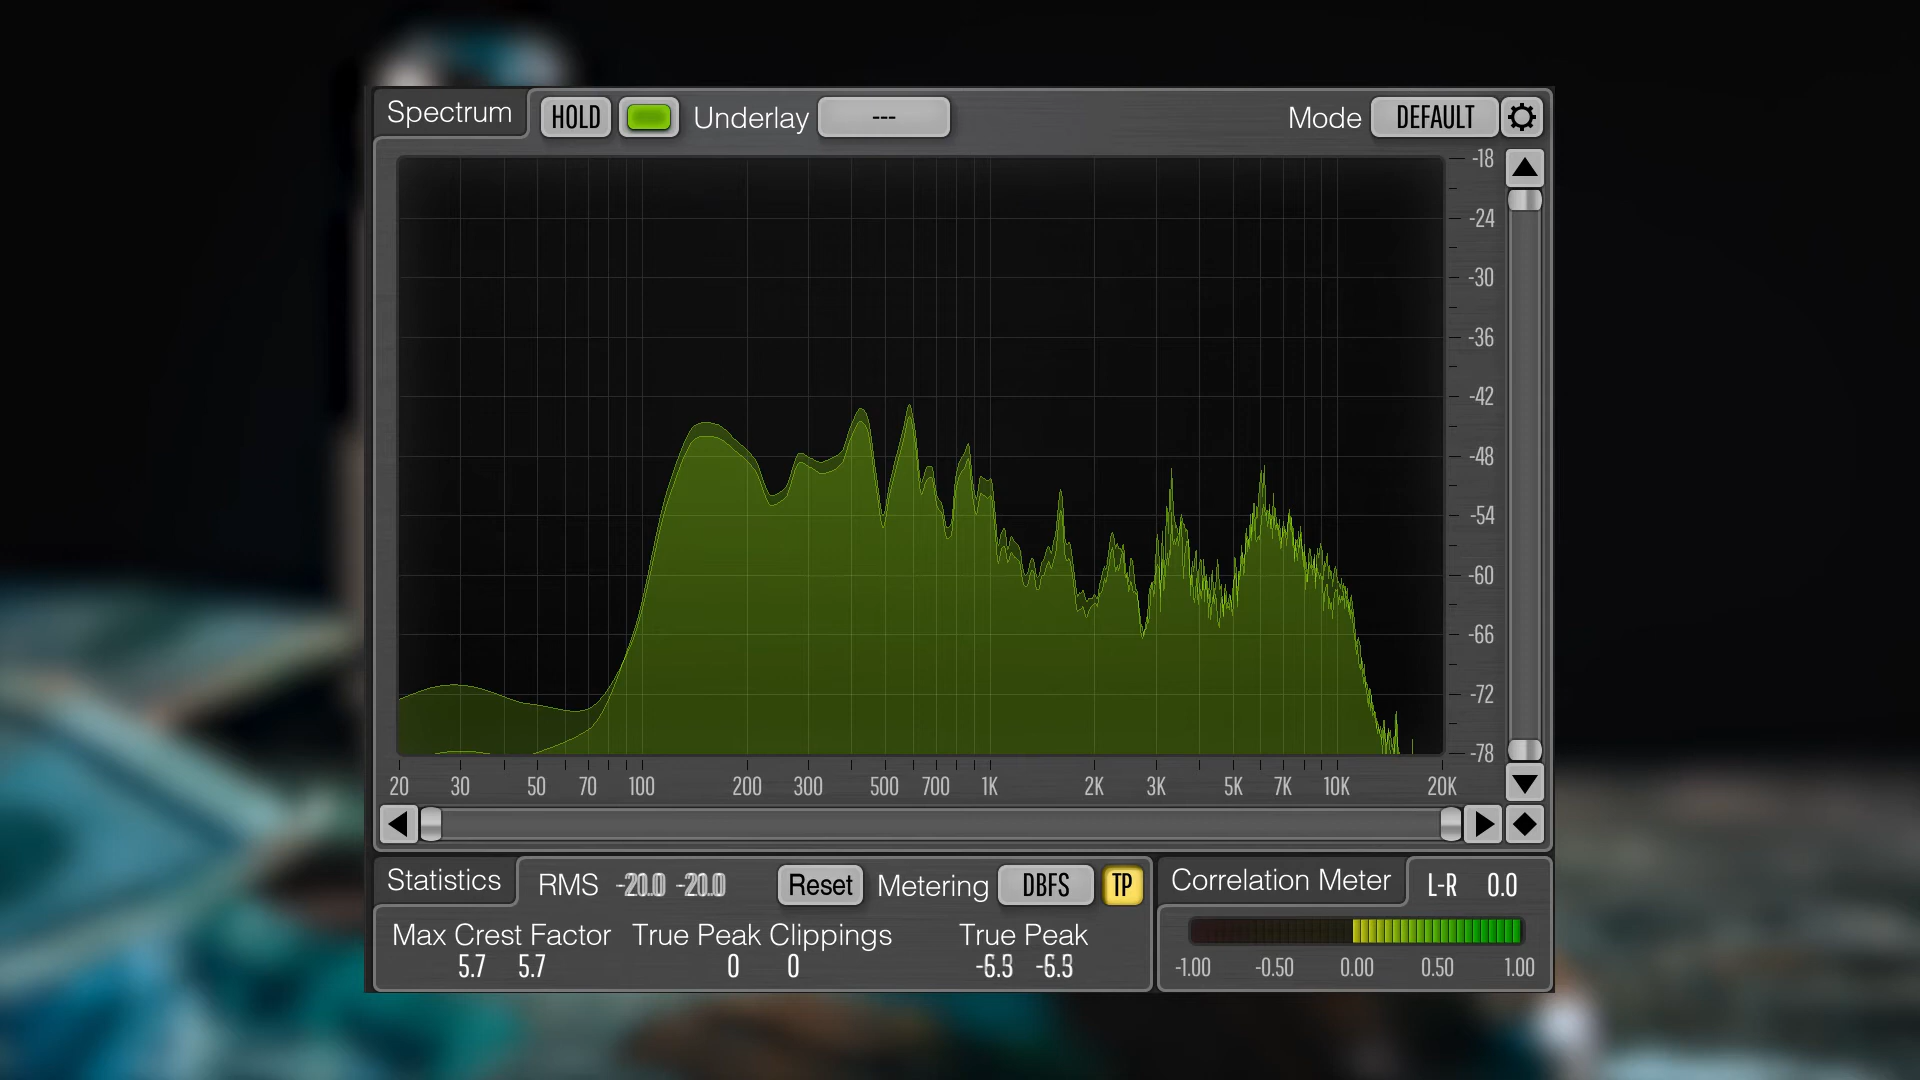 Spectrum HOLD Underlay --- Mode DEFAULT
-18
-24
-30
-36
-42
-48
-54
-60
-66
-72
-78
20 30 50 70 100 200 300 500 700 1K 2K 3K 5K 7K 10K 20K
Statistics RMS -20.0 -20.0 Reset Metering DBFS TP
Max Crest Factor True Peak Clippings True Peak
5.7 5.7 0 0 -6.3 -6.3
Correlation Meter L-R 0.0
-1.00 -0.50 0.00 0.50 1.00